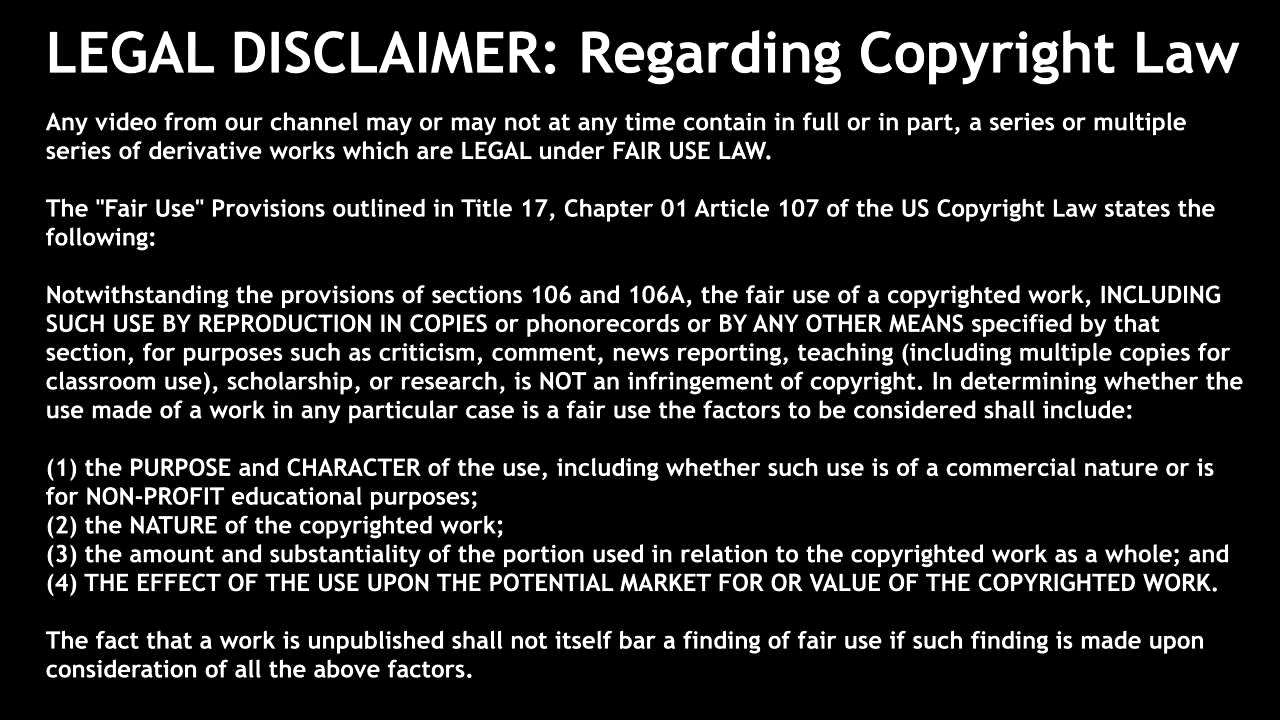 LEGAL DISCLAIMER: Regarding Copyright Law
Any video from our channel may or may not at any time contain in full or in part, a series or multiple
series of derivative works which are LEGAL under FAIR USE LAW.
The "Fair Use" Provisions outlined in Title 17, Chapter 01 Article 107 of the US Copyright Law states the
following:
Notwithstanding the provisions of sections 106 and 106A, the fair use of a copyrighted work, INCLUDING
SUCH USE BY REPRODUCTION IN COPIES or phonorecords or BY ANY OTHER MEANS specified by that
section, for purposes such as criticism, comment, news reporting, teaching (including multiple copies for
classroom use), scholarship, or research, is NOT an infringement of copyright. In determining whether the
use made of a work in any particular case is a fair use the factors to be considered shall include:
(1) the PURPOSE and CHARACTER of the use, including whether such use is of a commercial nature or is
for NON-PROFIT educational purposes;
(2) the NATURE of the copyrighted work;
(3) the amount and substantiality of the portion used in relation to the copyrighted work as a whole; and
(4) THE EFFECT OF THE USE UPON THE POTENTIAL MARKET FOR OR VALUE OF THE COPYRIGHTED WORK.
The fact that a work is unpublished shall not itself bar a finding of fair use if such finding is made upon
consideration of all the above factors.